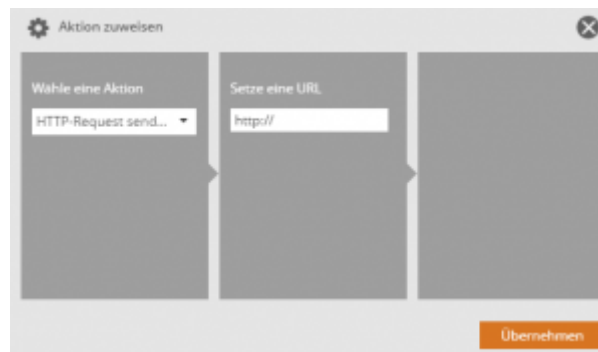 Aktion zuweisen
Wähle eine Aktion
HTTP-Request send...
Setze eine URL
http://
Übernehmen